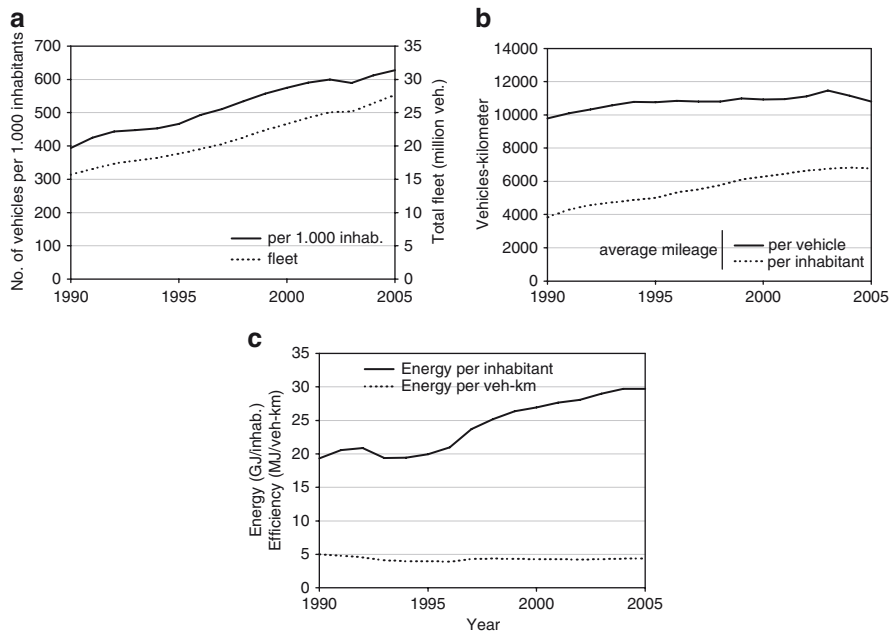 a
No. of vehicles per 1.000 inhabitants
700
600
500
400
300
200
100
0
35
30
25
20
15
10
5
0
Total fleet (million veh.)
per 1.000 inhab.
fleet
1990
1995
2000
2005
b
Vehicles-kilometer
14000
12000
10000
8000
6000
4000
2000
0
average mileage
per vehicle
per inhabitant
1990
1995
2000
2005
c
Energy (GJ/inhab.)
Efficiency (MJ/veh-km)
35
30
25
20
15
10
5
0
Energy per inhabitant
Energy per veh-km
1990
1995
2000
2005
Year